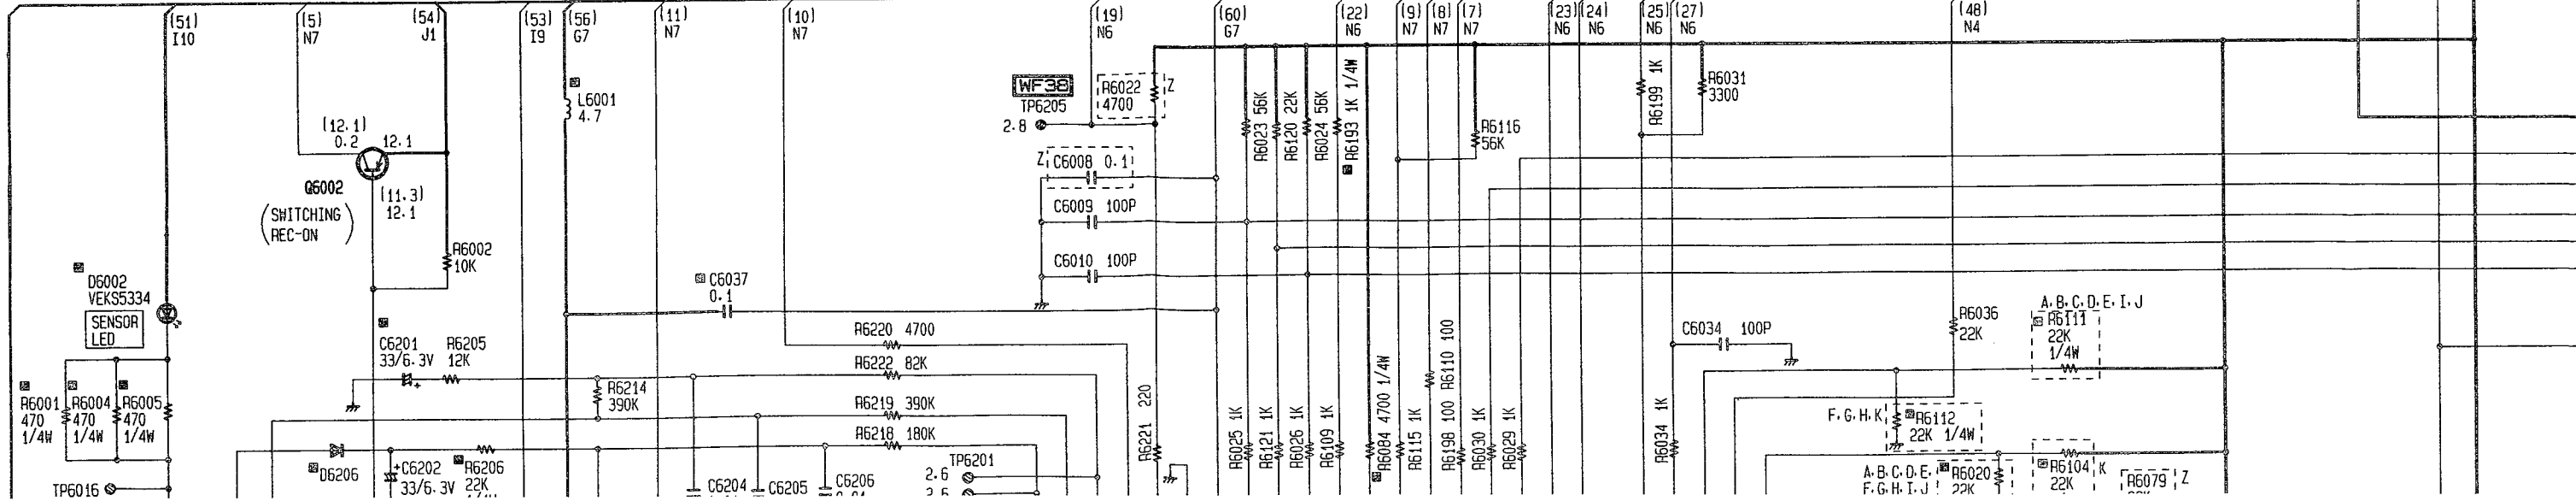 (51)
I10
(5)
N7
(54)
J1
(53)
I9
(56)
G7
(11)
N7
(10)
N7
(19)
N6
(60)
G7
(22)
N6
(9)
N7
(8)
N7
(7)
N7
(23)
N6
(24)
N6
(25)
N6
(27)
N6
(48)
N4
L6001
4.7
(12.1)
0.2
12.1
Q6002
(11.3)
12.1
(SWITCHING
REC-ON)
R6002
10K
D6002
VEKS5334
SENSOR
LED
C6037
0.1
WF38
TP6205
2.8
R6022
4700
Z
Z
C6008 0.1
C6009 100P
C6010 100P
R6023 56K
R6120 22K
R6024 56K
R6193 1K 1/4W
R6116
56K
R6199 1K
R6031
3300
C6201
33/6.3V
R6205
12K
R6214
390K
R6220 4700
R6222 82K
R6219 390K
R6218 180K
R6001
470
1/4W
R6004
470
1/4W
R6005
470
1/4W
TP6016
D6206
C6202
33/6.3V
R6206
22K
C6204
C6205
C6206
TP6201
2.6
R6221 220
R6025 1K
R6121 1K
R6026 1K
R6109 1K
R6084 4700 1/4W
R6115 1K
R6110 100
R6198 100
R6030 1K
R6029 1K
R6034 1K
C6034 100P
R6036
22K
A.B.C.D.E.I.J
R6111
22K
1/4W
F.G.H.K
R6112
22K 1/4W
A.B.C.D.E.
F.G.H.I.J
R6020
22K
R6104
22K
K
R6079
Z